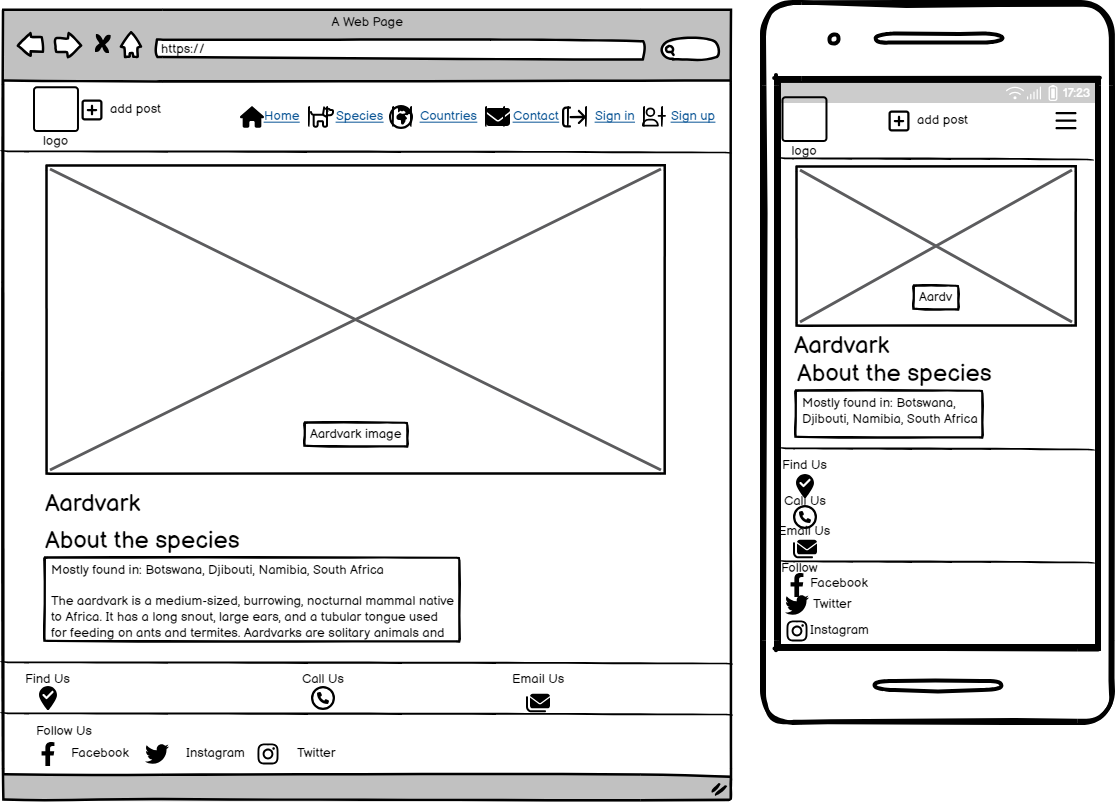 A Web Page
https://
add post
Home Species Countries Contact Sign in Sign up
logo
Aardvark image
Aardvark
About the species
Mostly found in: Botswana, Djibouti, Namibia, South Africa
The aardvark is a medium-sized, burrowing, nocturnal mammal native
to Africa. It has a long snout, large ears, and a tubular tongue used
for feeding on ants and termites. Aardvarks are solitary animals and
Find Us Call Us Email Us
Follow Us
Facebook Instagram Twitter
17:23
add post
logo
Aardv
Aardvark
About the species
Mostly found in: Botswana,
Djibouti, Namibia, South Africa
Find Us
Call Us
Email Us
Follow
Facebook
Twitter
Instagram